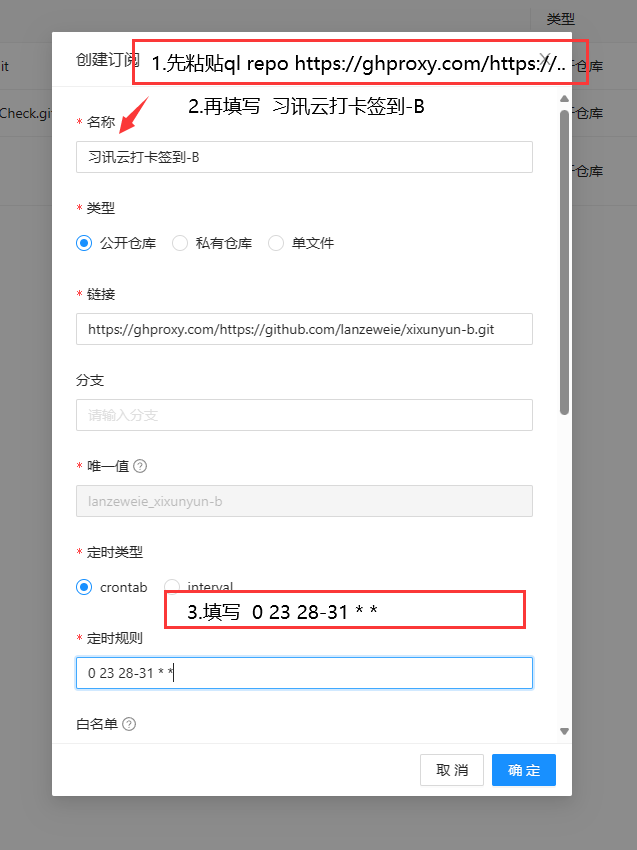 类型
创建订阅
1.先粘贴ql repo https://ghproxy.com/https://..
it
仓库
2.再填写 习讯云打卡签到-B
Check.gi
仓库
* 名称
习讯云打卡签到-B
仓库
* 类型
公开仓库 私有仓库 单文件
* 链接
https://ghproxy.com/https://github.com/lanzeweie/xixunyun-b.git
分支
请输入分支
* 唯一值 ?
lanzeweie_xixunyun-b
* 定时类型
crontab interval
3.填写 0 23 28-31 * *
* 定时规则
0 23 28-31 * *
白名单 ?
取 消 确 定